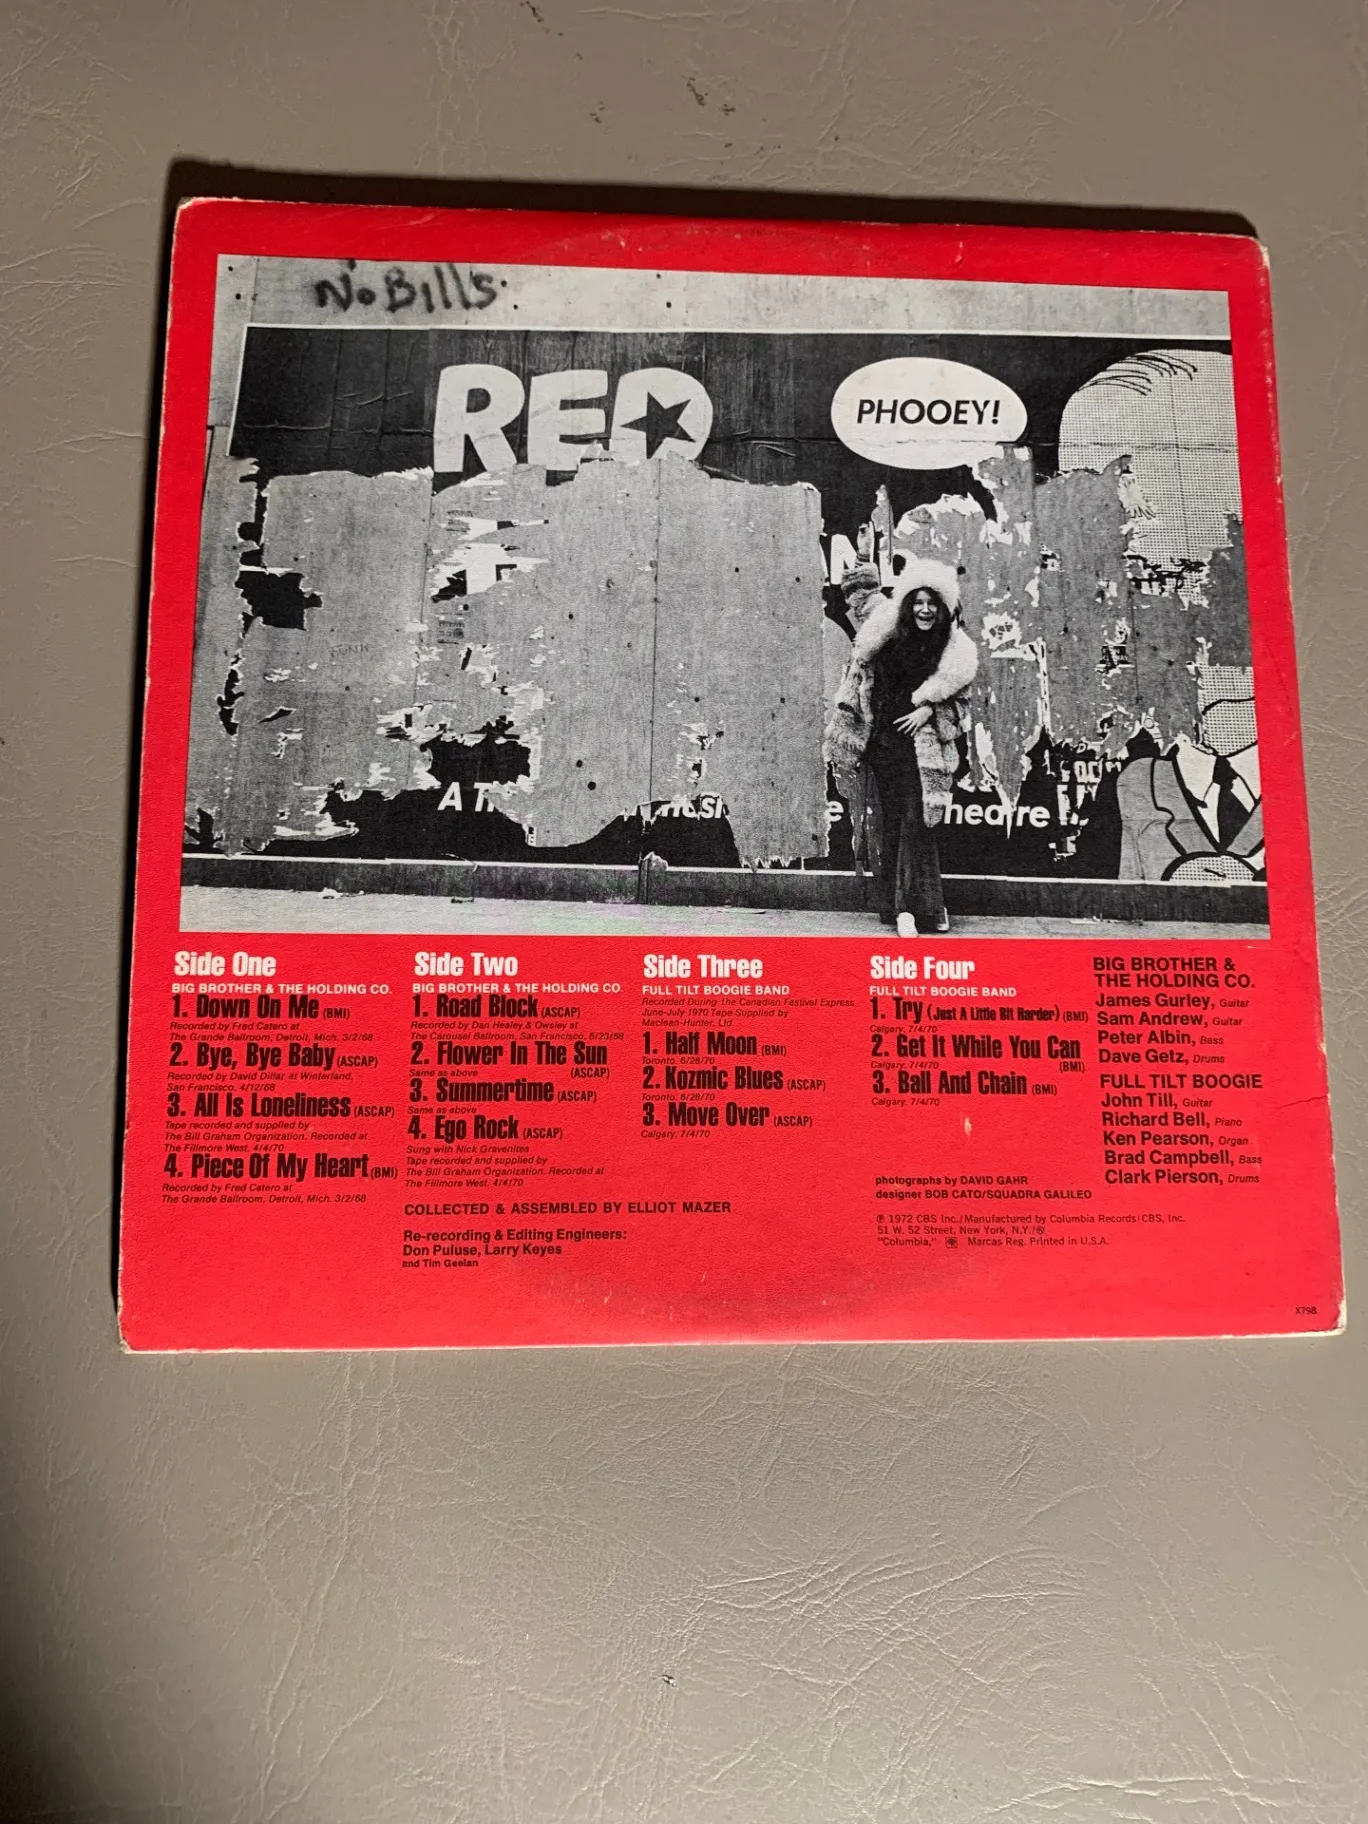 No Bills
RED
PHOOEY!
Side One
BIG BROTHER & THE HOLDING CO.
1. Down On Me (BMI)
Recorded by Fred Catero at
The Grande Ballroom, Detroit, Mich. 3/2/68
2. Bye, Bye Baby (ASCAP)
Recorded by David Dillar at Winterland,
San Francisco, 4/12/68
3. All Is Loneliness (ASCAP)
Tape recorded and supplied by
The Bill Graham Organization. Recorded at
The Fillmore West. 4/4/70
4. Piece Of My Heart (BMI)
Recorded by Fred Catero at
The Grande Ballroom, Detroit, Mich. 3/2/68
Side Two
BIG BROTHER & THE HOLDING CO.
1. Road Block (ASCAP)
Recorded by Dan Healey & Owsley at
The Carousel Ballroom, San Francisco, 6/23/68
2. Flower In The Sun
Same as above (ASCAP)
3. Summertime (ASCAP)
Same as above
4. Ego Rock (ASCAP)
Sung with Nick Gravenites
Tape recorded and supplied by
The Bill Graham Organization. Recorded at
The Fillmore West. 4/4/70
Side Three
FULL TILT BOOGIE BAND
Recorded During the Canadian Festival Express
June-July 1970 Tape Supplied by
Maclean-Hunter, Ltd
1. Half Moon (BMI)
Toronto. 6/28/70
2. Kozmic Blues (ASCAP)
Toronto. 6/28/70
3. Move Over (ASCAP)
Calgary. 7/4/70
Side Four
FULL TILT BOOGIE BAND
1. Try (Just A Little Bit Harder) (BMI)
Calgary. 7/4/70
2. Get It While You Can
Calgary. 7/4/70 (BMI)
3. Ball And Chain (BMI)
Calgary. 7/4/70
BIG BROTHER &
THE HOLDING CO.
James Gurley, Guitar
Sam Andrew, Guitar
Peter Albin, Bass
Dave Getz, Drums
FULL TILT BOOGIE
John Till, Guitar
Richard Bell, Piano
Ken Pearson, Organ
Brad Campbell, Bass
Clark Pierson, Drums
COLLECTED & ASSEMBLED BY ELLIOT MAZER
Re-recording & Editing Engineers:
Don Puluse, Larry Keyes
and Tim Geelan
photographs by DAVID GAHR
designer BOB CATO/SQUADRA GALILEO
℗ 1972 CBS Inc./Manufactured by Columbia Records/CBS, Inc.
51 W. 52 Street, New York, N.Y./®
"Columbia," Marcas Reg. Printed in U.S.A.
X798